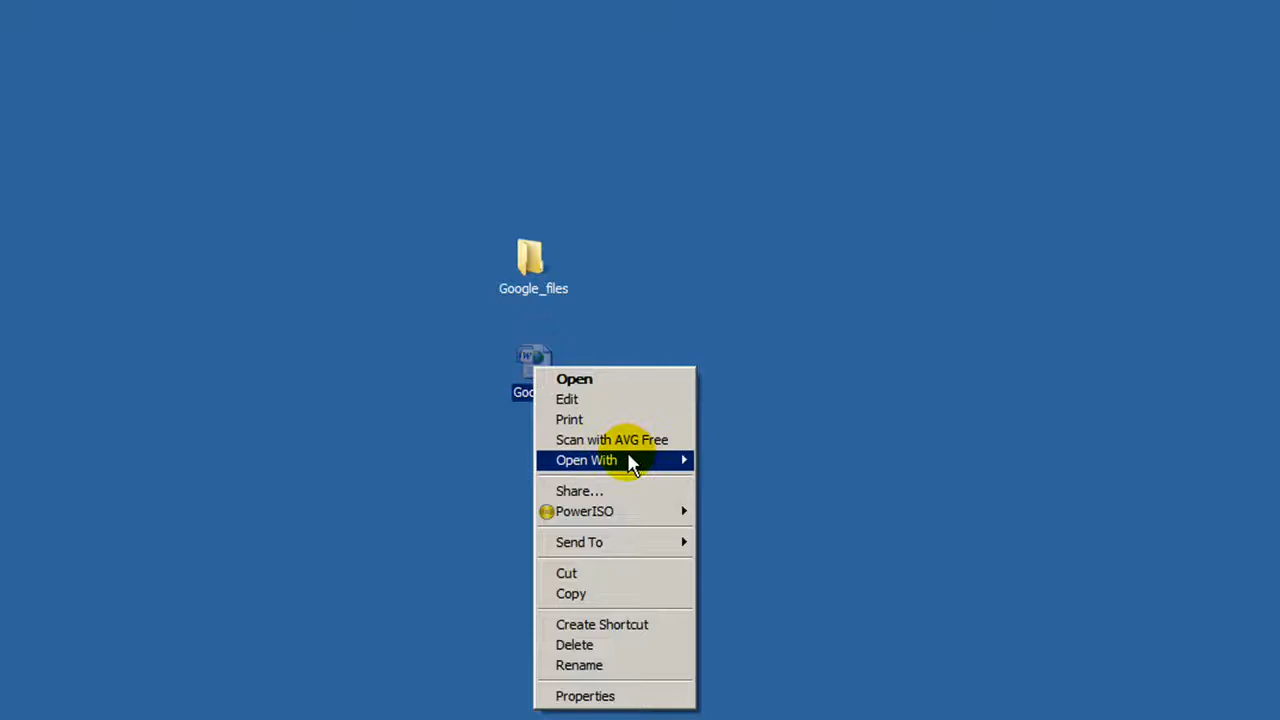 Google_files
Goo
Open
Edit
Print
Scan with AVG Free
Open With
Share...
PowerISO
Send To
Cut
Copy
Create Shortcut
Delete
Rename
Properties